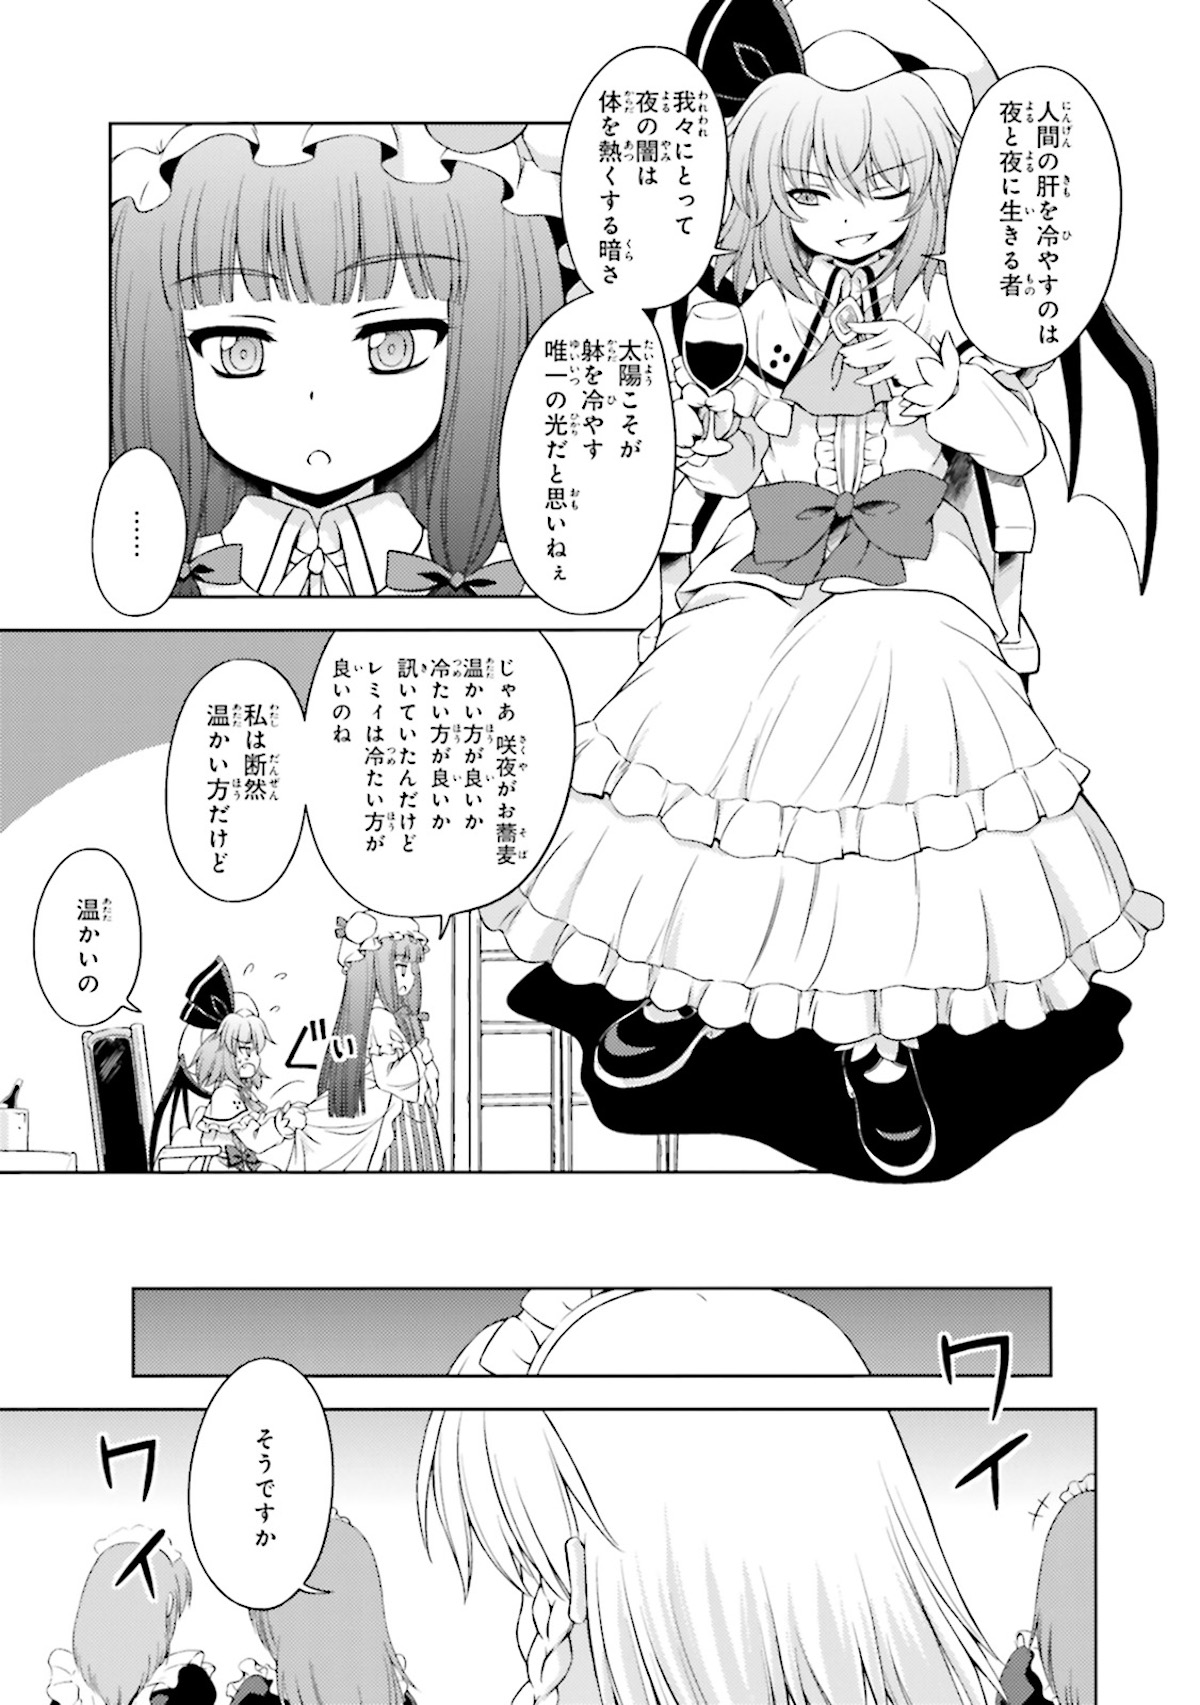 人間の肝を冷やすのは
夜と夜に生きる者
我々にとって
夜の闇は
体を熱くする暗さ
太陽こそが
躰を冷やす
唯一の光だと思いねぇ
……
じゃあ 咲夜がお蕎麦
温かい方が良いか
冷たい方が良いか
訊いていたんだけど
レミィは冷たい方が
良いのね
私は断然
温かい方だけど
ぐい
温かいの
ワイ
ワイ
そうですか